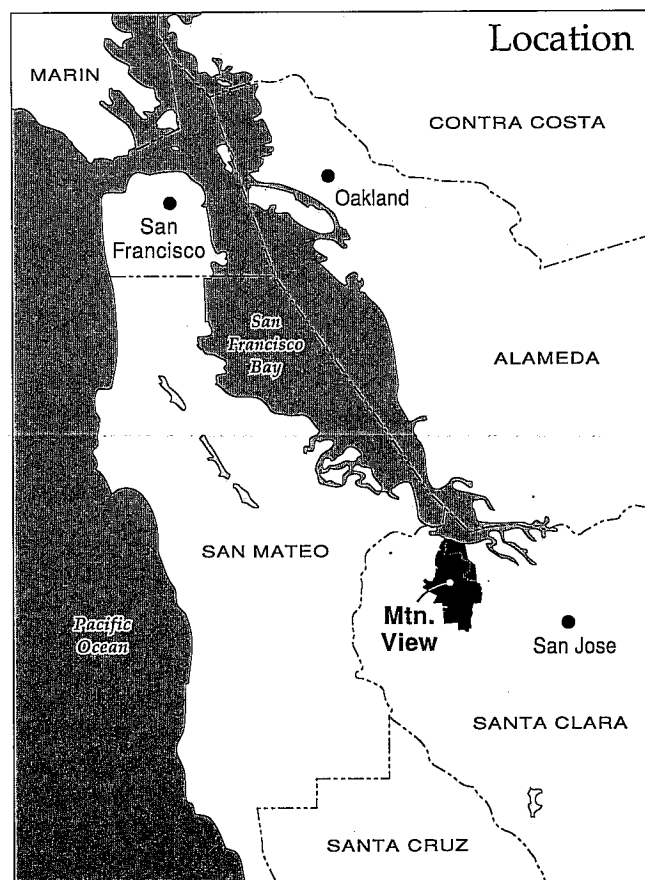 Location
MARIN
CONTRA COSTA
Oakland
San
Francisco
San
Francisco
Bay
ALAMEDA
SAN MATEO
Mtn.
View
Pacific
Ocean
San Jose
SANTA CLARA
SANTA CRUZ